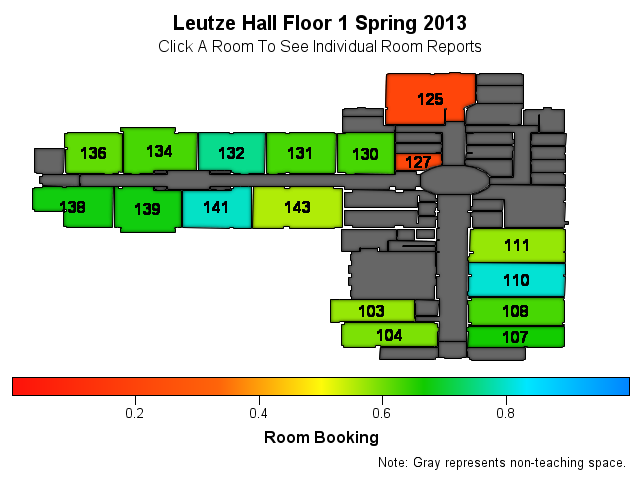 Leutze Hall Floor 1 Spring 2013
Click A Room To See Individual Room Reports
125
136 134 132 131 130 127
138 139 141 143
111
110
103 108
104 107
0.2 0.4 0.6 0.8
Room Booking
Note: Gray represents non-teaching space.